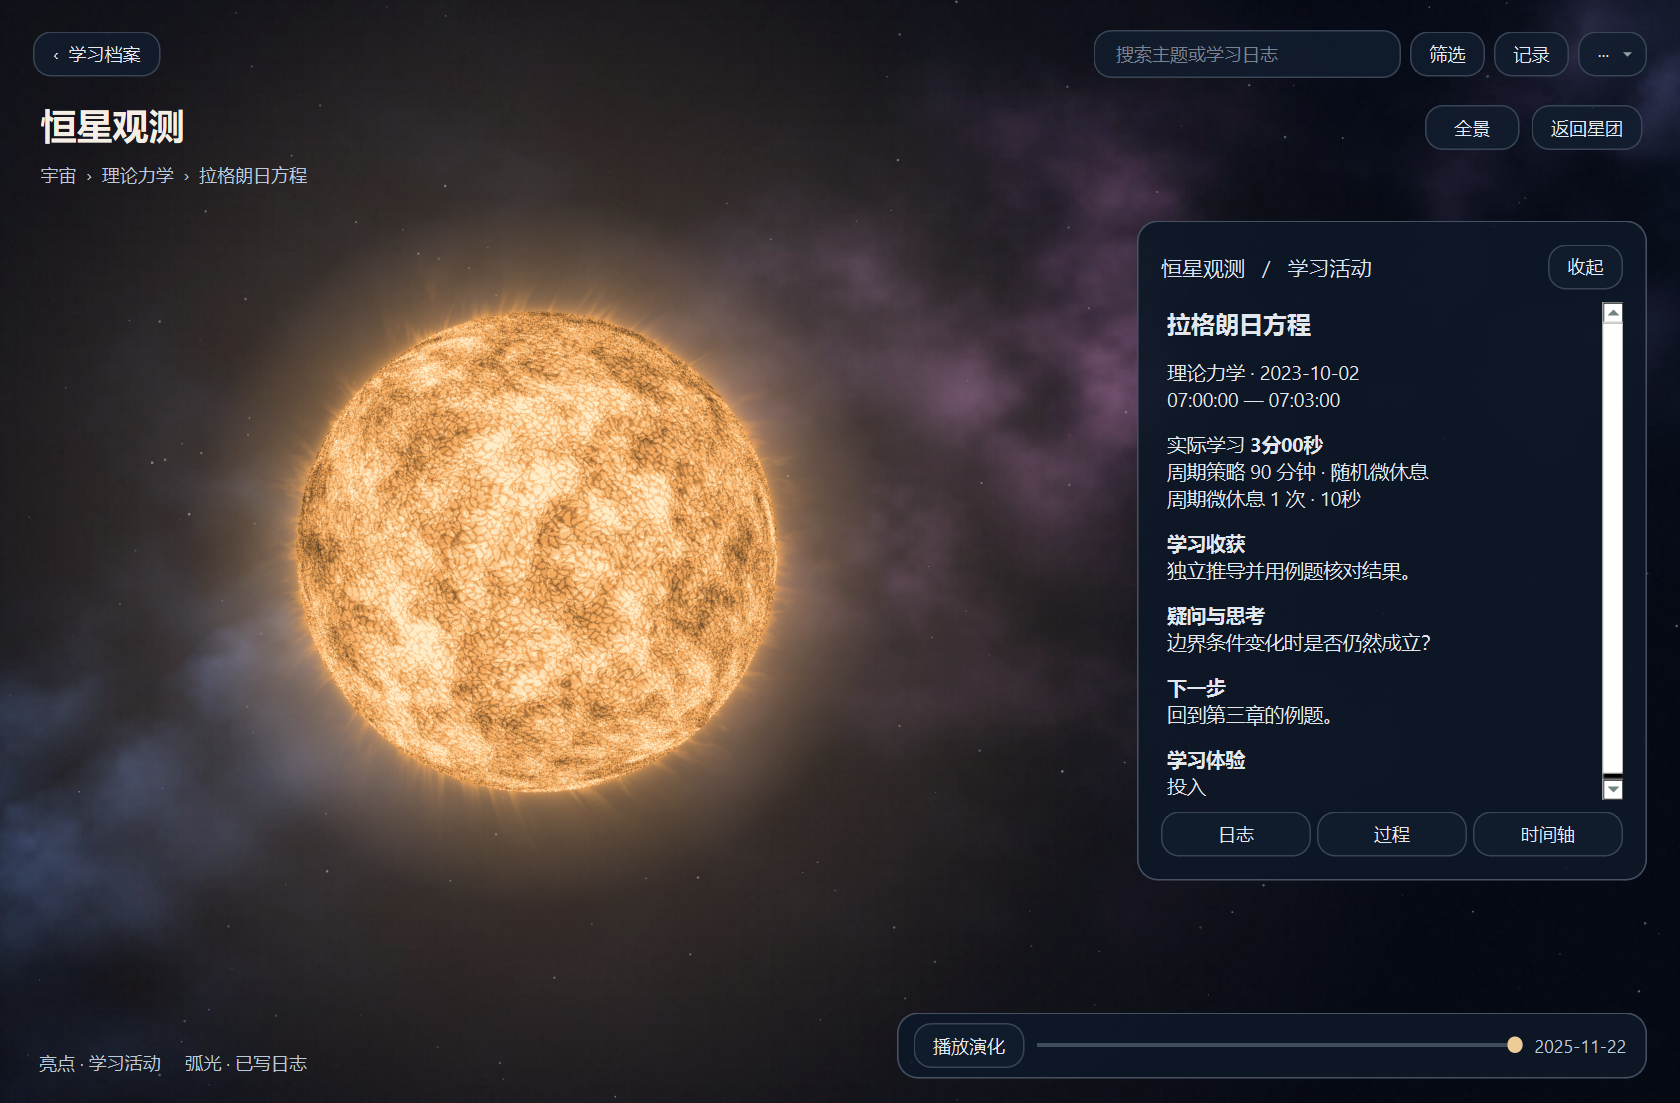 ‹ 学习档案
搜索主题或学习日志
筛选
记录
...
恒星观测
全景
返回星团
宇宙 › 理论力学 › 拉格朗日方程
恒星观测 / 学习活动
收起
拉格朗日方程
理论力学 · 2023-10-02
07:00:00 — 07:03:00
实际学习 3分00秒
周期策略 90 分钟 · 随机微休息
周期微休息 1 次 · 10秒
学习收获
独立推导并用例题核对结果。
疑问与思考
边界条件变化时是否仍然成立?
下一步
回到第三章的例题。
学习体验
投入
日志
过程
时间轴
播放演化
2025-11-22
亮点 · 学习活动 弧光 · 已写日志